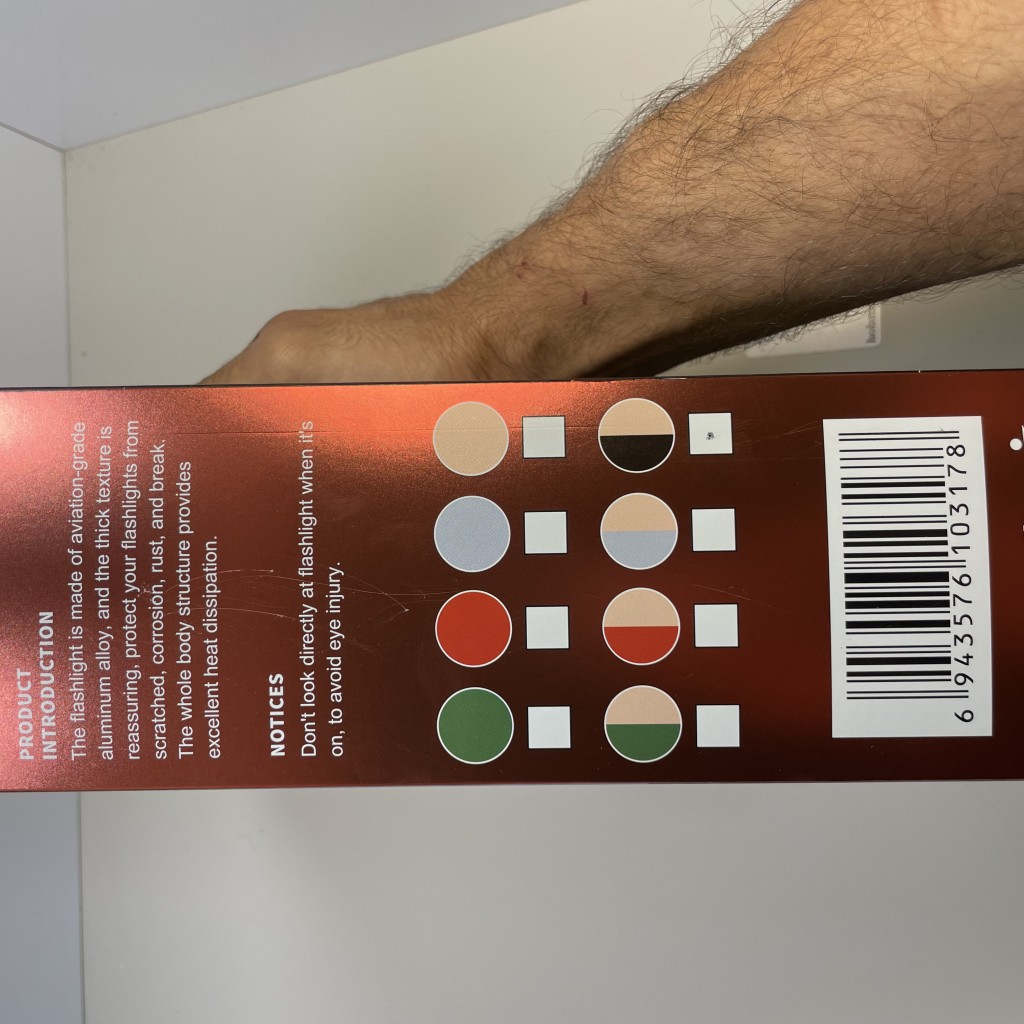 PRODUCT
INTRODUCTION
The flashlight is made of aviation-grade
aluminum alloy, and the thick texture is
reassuring, protect your flashlights from
scratched, corrosion, rust, and break.
The whole body structure provides
excellent heat dissipation.
NOTICES
Don't look directly at flashlight when it's
on, to avoid eye injury.
6 943576 103178